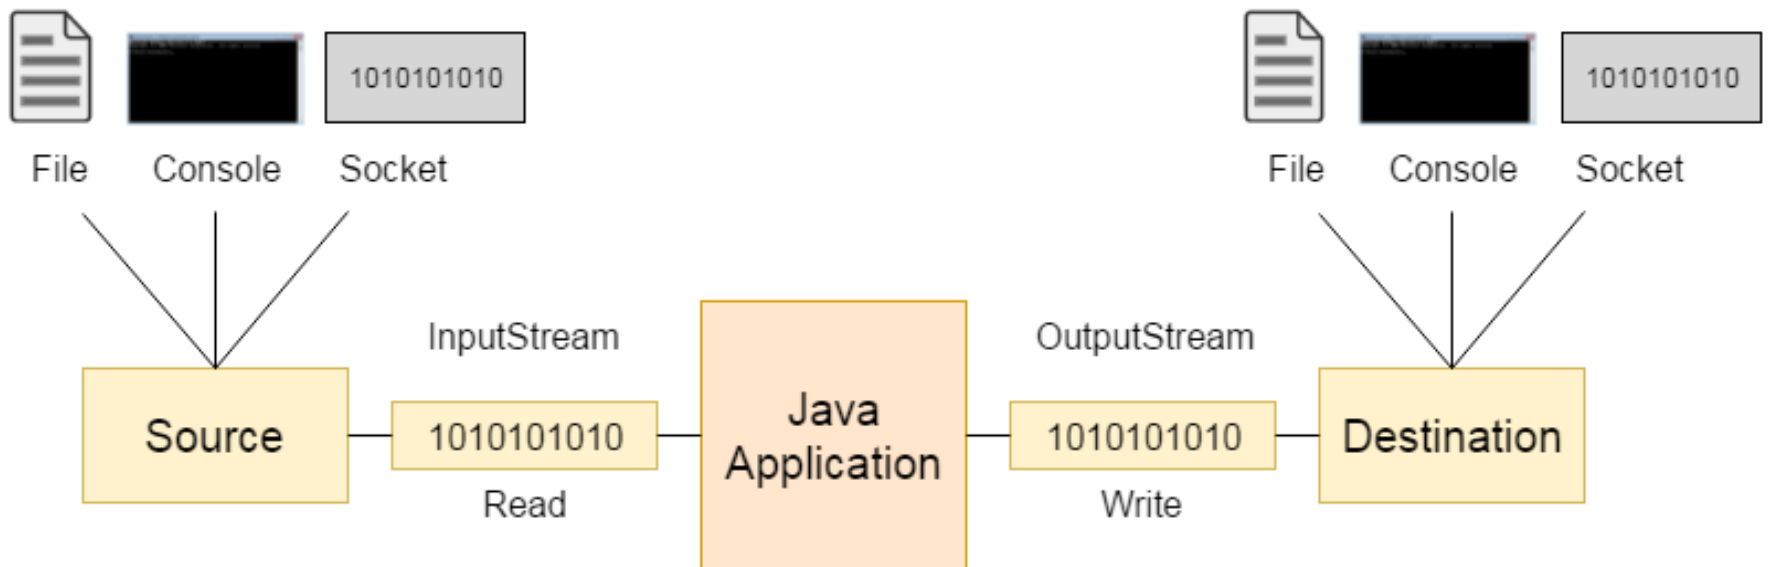 1010101010
1010101010
File Console Socket
File Console Socket
InputStream
OutputStream
Source
1010101010
Java
Application
1010101010
Destination
Read
Write